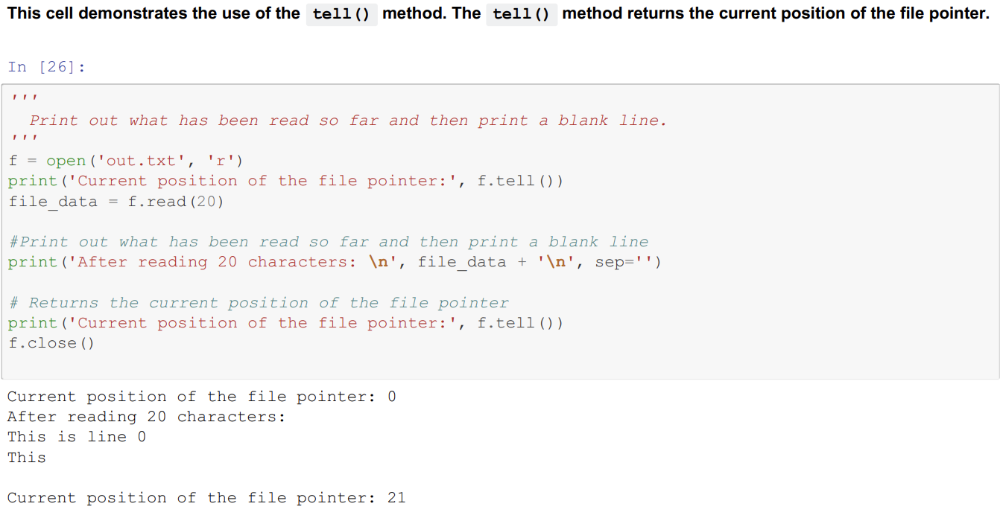 This cell demonstrates the use of the tell() method. The tell() method returns the current position of the file pointer.
In [26]:
'''
  Print out what has been read so far and then print a blank line.
'''
f = open('out.txt', 'r')
print('Current position of the file pointer:', f.tell())
file_data = f.read(20)
#Print out what has been read so far and then print a blank line
print('After reading 20 characters: \n', file_data + '\n', sep='')
# Returns the current position of the file pointer
print('Current position of the file pointer:', f.tell())
f.close()
Current position of the file pointer: 0
After reading 20 characters:
This is line 0
This
Current position of the file pointer: 21